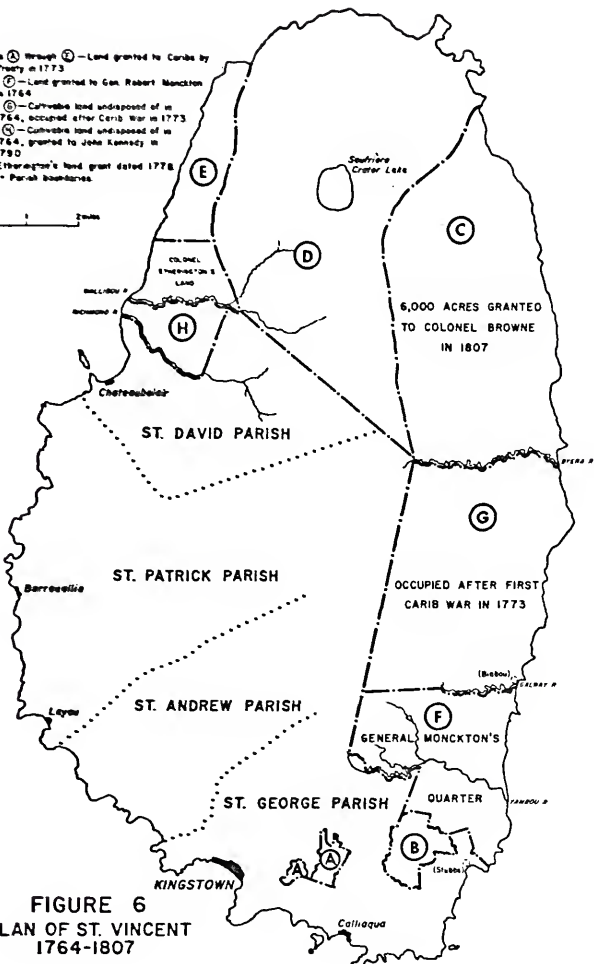 A through E — Land granted to Caribs by
Treaty in 1773
F — Land granted to Gen. Robert Monckton
in 1764
G — Cultivable land undisposed of in
1764, occupied after Carib War in 1773
H — Cultivable land undisposed of in
1764, granted to John Kennedy in
1790
Etherington's land grant dated 1778
Parish boundaries.
1 2 miles
Soufriere
Crater Lake
E
C
D
COLONEL
ETHERINGTON'S
LAND
6,000 ACRES GRANTED
TO COLONEL BROWNE
IN 1807
WALLIBOU R
RICHMOND R
H
Chateaubelair
ST. DAVID PARISH
BYERA R
G
ST. PATRICK PARISH
OCCUPIED AFTER FIRST
CARIB WAR IN 1773
Barrouallie
(Biabou)
GALWAY R
ST. ANDREW PARISH
F
Layou
GENERAL MONCKTON'S
ST. GEORGE PARISH
QUARTER
YAMBOU R
A
A
B
(Stubbs)
KINGSTOWN
FIGURE 6
LAN OF ST. VINCENT
1764-1807
Calliaqua